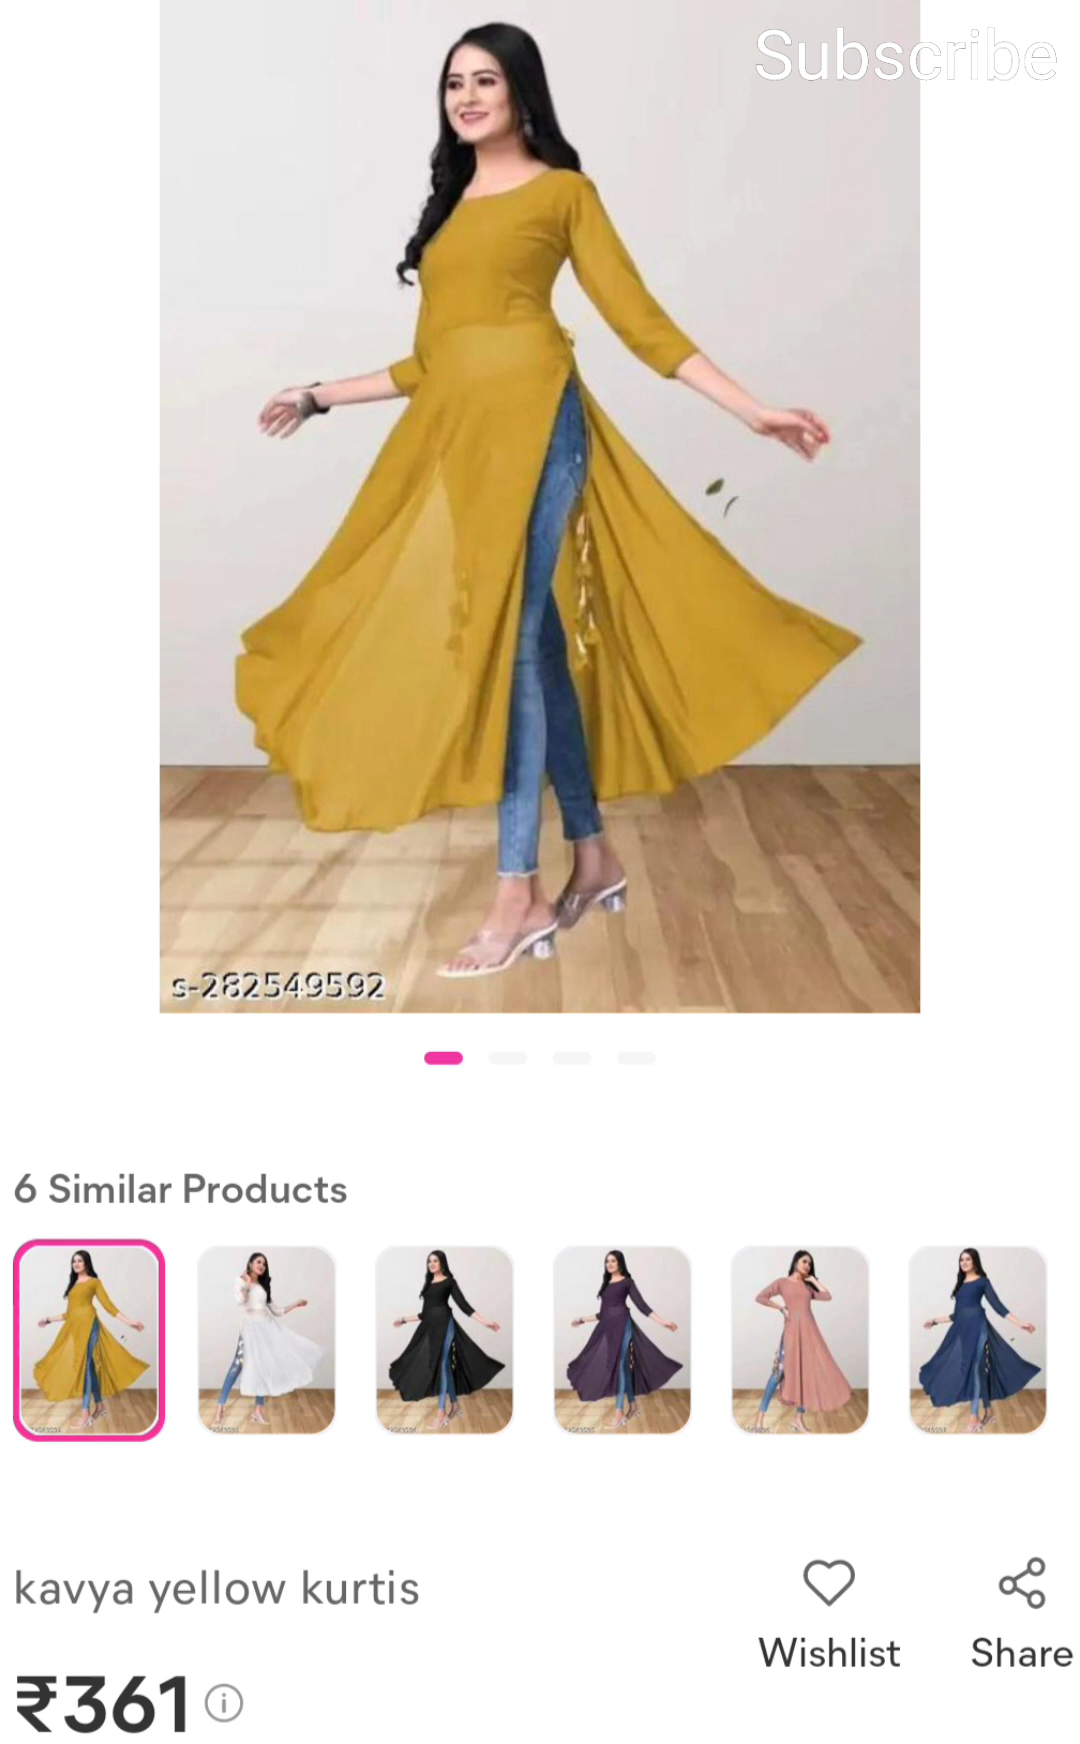 Subscribe
s-282549592
6 Similar Products
kavya yellow kurtis
Wishlist
Share
₹361